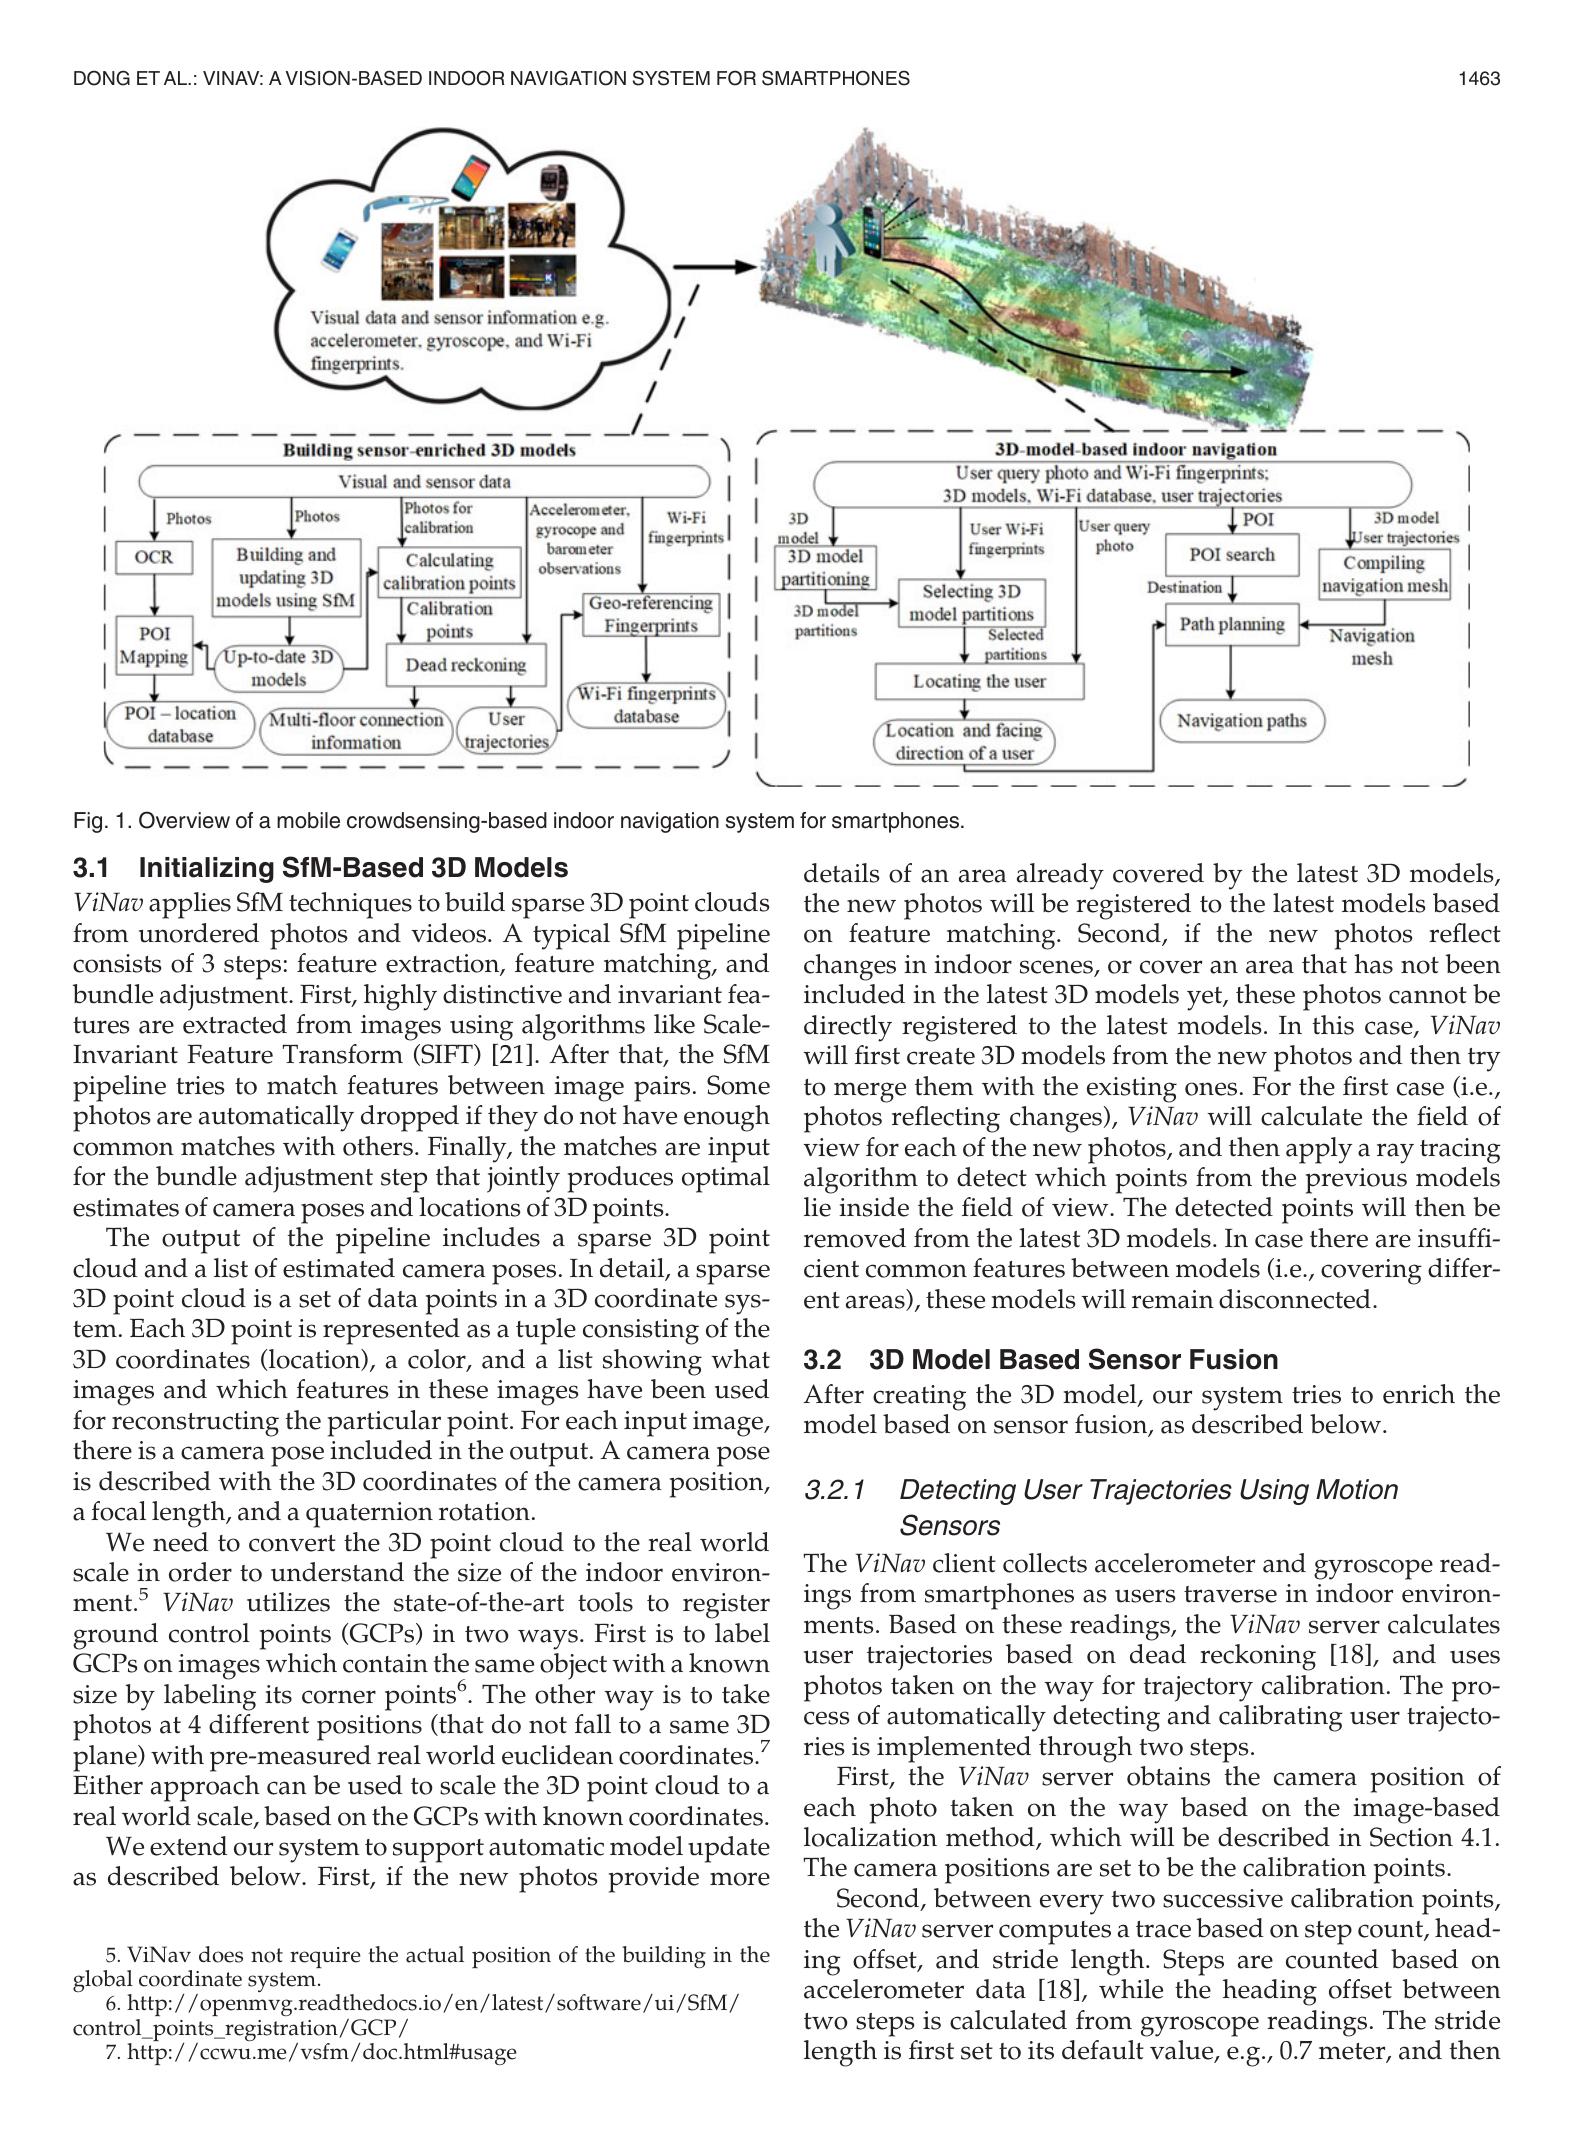 DONG ET AL.: VINAV: A VISION-BASED INDOOR NAVIGATION SYSTEM FOR SMARTPHONES
1463
Visual data and sensor information e.g.
accelerometer, gyroscope, and Wi-Fi
fingerprints.
Building sensor-enriched 3D models
Visual and sensor data
Photos
Photos
Photos for
calibration
Accelerometer,
gyrocope and
barometer
observations
Wi-Fi
fingerprints
OCR
Building and
updating 3D
models using SfM
Calculating
calibration points
Calibration
points
Geo-referencing
Fingerprints
POI
Mapping
Up-to-date 3D
models
Dead reckoning
Wi-Fi fingerprints
database
POI – location
database
Multi-floor connection
information
User
trajectories
3D-model-based indoor navigation
User query photo and Wi-Fi fingerprints;
3D models, Wi-Fi database, user trajectories
3D
model
User Wi-Fi
fingerprints
User query
photo
POI
3D model
User trajectories
3D model
partitioning
POI search
Compiling
navigation mesh
3D model
partitions
Selecting 3D
model partitions
Destination
Path planning
Selected
partitions
Navigation
mesh
Locating the user
Location and facing
direction of a user
Navigation paths
Fig. 1. Overview of a mobile crowdsensing-based indoor navigation system for smartphones.
3.1 Initializing SfM-Based 3D Models
ViNav applies SfM techniques to build sparse 3D point clouds
from unordered photos and videos. A typical SfM pipeline
consists of 3 steps: feature extraction, feature matching, and
bundle adjustment. First, highly distinctive and invariant fea-
tures are extracted from images using algorithms like Scale-
Invariant Feature Transform (SIFT) [21]. After that, the SfM
pipeline tries to match features between image pairs. Some
photos are automatically dropped if they do not have enough
common matches with others. Finally, the matches are input
for the bundle adjustment step that jointly produces optimal
estimates of camera poses and locations of 3D points.
The output of the pipeline includes a sparse 3D point
cloud and a list of estimated camera poses. In detail, a sparse
3D point cloud is a set of data points in a 3D coordinate sys-
tem. Each 3D point is represented as a tuple consisting of the
3D coordinates (location), a color, and a list showing what
images and which features in these images have been used
for reconstructing the particular point. For each input image,
there is a camera pose included in the output. A camera pose
is described with the 3D coordinates of the camera position,
a focal length, and a quaternion rotation.
We need to convert the 3D point cloud to the real world
scale in order to understand the size of the indoor environ-
ment.5 ViNav utilizes the state-of-the-art tools to register
ground control points (GCPs) in two ways. First is to label
GCPs on images which contain the same object with a known
size by labeling its corner points6. The other way is to take
photos at 4 different positions (that do not fall to a same 3D
plane) with pre-measured real world euclidean coordinates.7
Either approach can be used to scale the 3D point cloud to a
real world scale, based on the GCPs with known coordinates.
We extend our system to support automatic model update
as described below. First, if the new photos provide more
5. ViNav does not require the actual position of the building in the
global coordinate system.
6. http://openmvg.readthedocs.io/en/latest/software/ui/SfM/
control_points_registration/GCP/
7. http://ccwu.me/vsfm/doc.html#usage
details of an area already covered by the latest 3D models,
the new photos will be registered to the latest models based
on feature matching. Second, if the new photos reflect
changes in indoor scenes, or cover an area that has not been
included in the latest 3D models yet, these photos cannot be
directly registered to the latest models. In this case, ViNav
will first create 3D models from the new photos and then try
to merge them with the existing ones. For the first case (i.e.,
photos reflecting changes), ViNav will calculate the field of
view for each of the new photos, and then apply a ray tracing
algorithm to detect which points from the previous models
lie inside the field of view. The detected points will then be
removed from the latest 3D models. In case there are insuffi-
cient common features between models (i.e., covering differ-
ent areas), these models will remain disconnected.
3.2 3D Model Based Sensor Fusion
After creating the 3D model, our system tries to enrich the
model based on sensor fusion, as described below.
3.2.1 Detecting User Trajectories Using Motion
Sensors
The ViNav client collects accelerometer and gyroscope read-
ings from smartphones as users traverse in indoor environ-
ments. Based on these readings, the ViNav server calculates
user trajectories based on dead reckoning [18], and uses
photos taken on the way for trajectory calibration. The pro-
cess of automatically detecting and calibrating user trajecto-
ries is implemented through two steps.
First, the ViNav server obtains the camera position of
each photo taken on the way based on the image-based
localization method, which will be described in Section 4.1.
The camera positions are set to be the calibration points.
Second, between every two successive calibration points,
the ViNav server computes a trace based on step count, head-
ing offset, and stride length. Steps are counted based on
accelerometer data [18], while the heading offset between
two steps is calculated from gyroscope readings. The stride
length is first set to its default value, e.g., 0.7 meter, and then